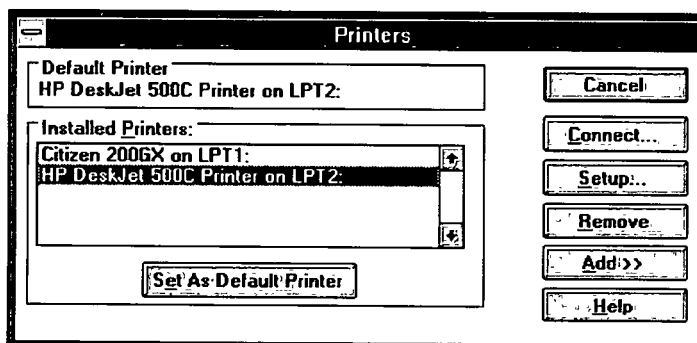 Printers
Default Printer
HP DeskJet 500C Printer on LPT2:
Installed Printers:
Citizen 200GX on LPT1:
HP DeskJet 500C Printer on LPT2:
Set As Default Printer
Cancel
Connect...
Setup...
Remove
Add>>
Help